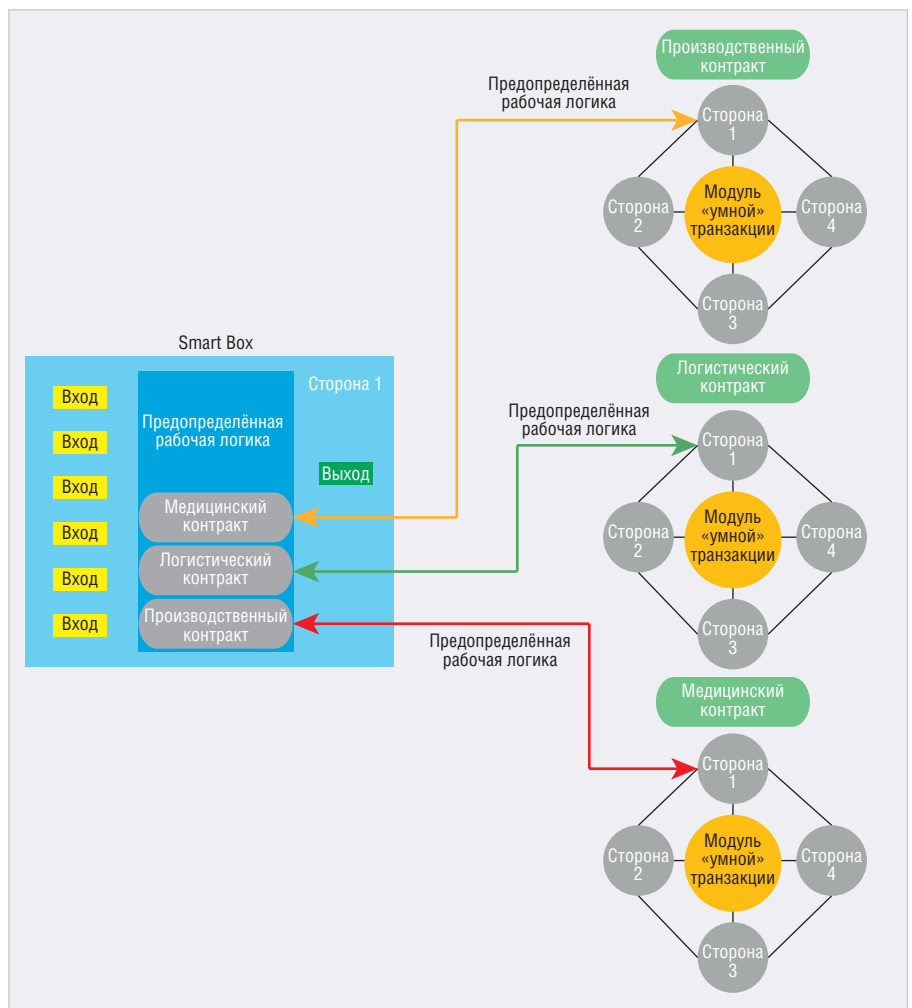 Производственный
контракт
Предопределённая
рабочая логика
Сторона
1
Модуль
«умной»
транзакции
Сторона
2
Сторона
4
Сторона
3
Smart Box
Сторона 1
Вход
Вход
Вход
Вход
Вход
Вход
Предопределённая
рабочая логика
Выход
Медицинский
контракт
Логистический
контракт
Производственный
контракт
Логистический
контракт
Предопределённая
рабочая логика
Сторона
1
Модуль
«умной»
транзакции
Сторона
2
Сторона
4
Сторона
3
Предопределённая
рабочая логика
Медицинский
контракт
Сторона
1
Модуль
«умной»
транзакции
Сторона
2
Сторона
4
Сторона
3